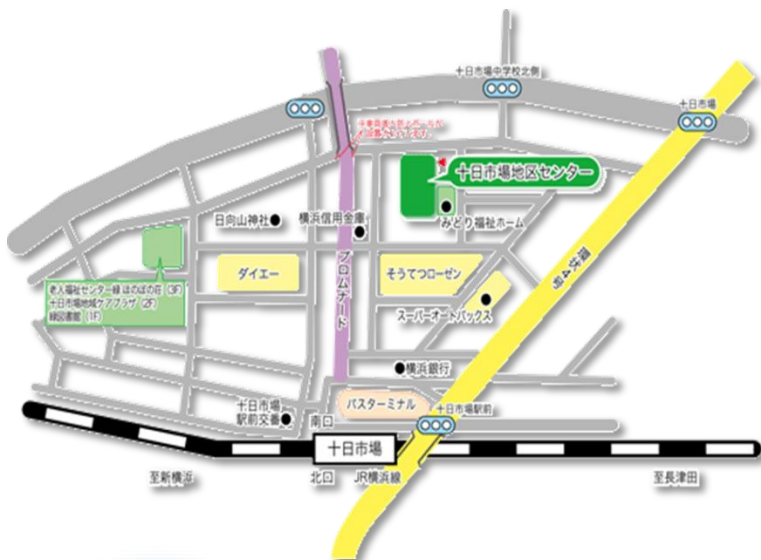 十日市場中学校北側
十日市場
十日市場地区センター
日向山神社
横浜信用金庫
みどり福祉ホーム
ダイエー
プロムナード
そうてつローゼン
環状4号
老人福祉センター緑 ほのぼの荘（3F）
十日市場地域ケアプラザ（2F）
緑図書館（1F）
スーパーオートバックス
横浜銀行
バスターミナル
十日市場
駅前交番
南口
十日市場駅前
十日市場
至新横浜
北口
JR横浜線
至長津田